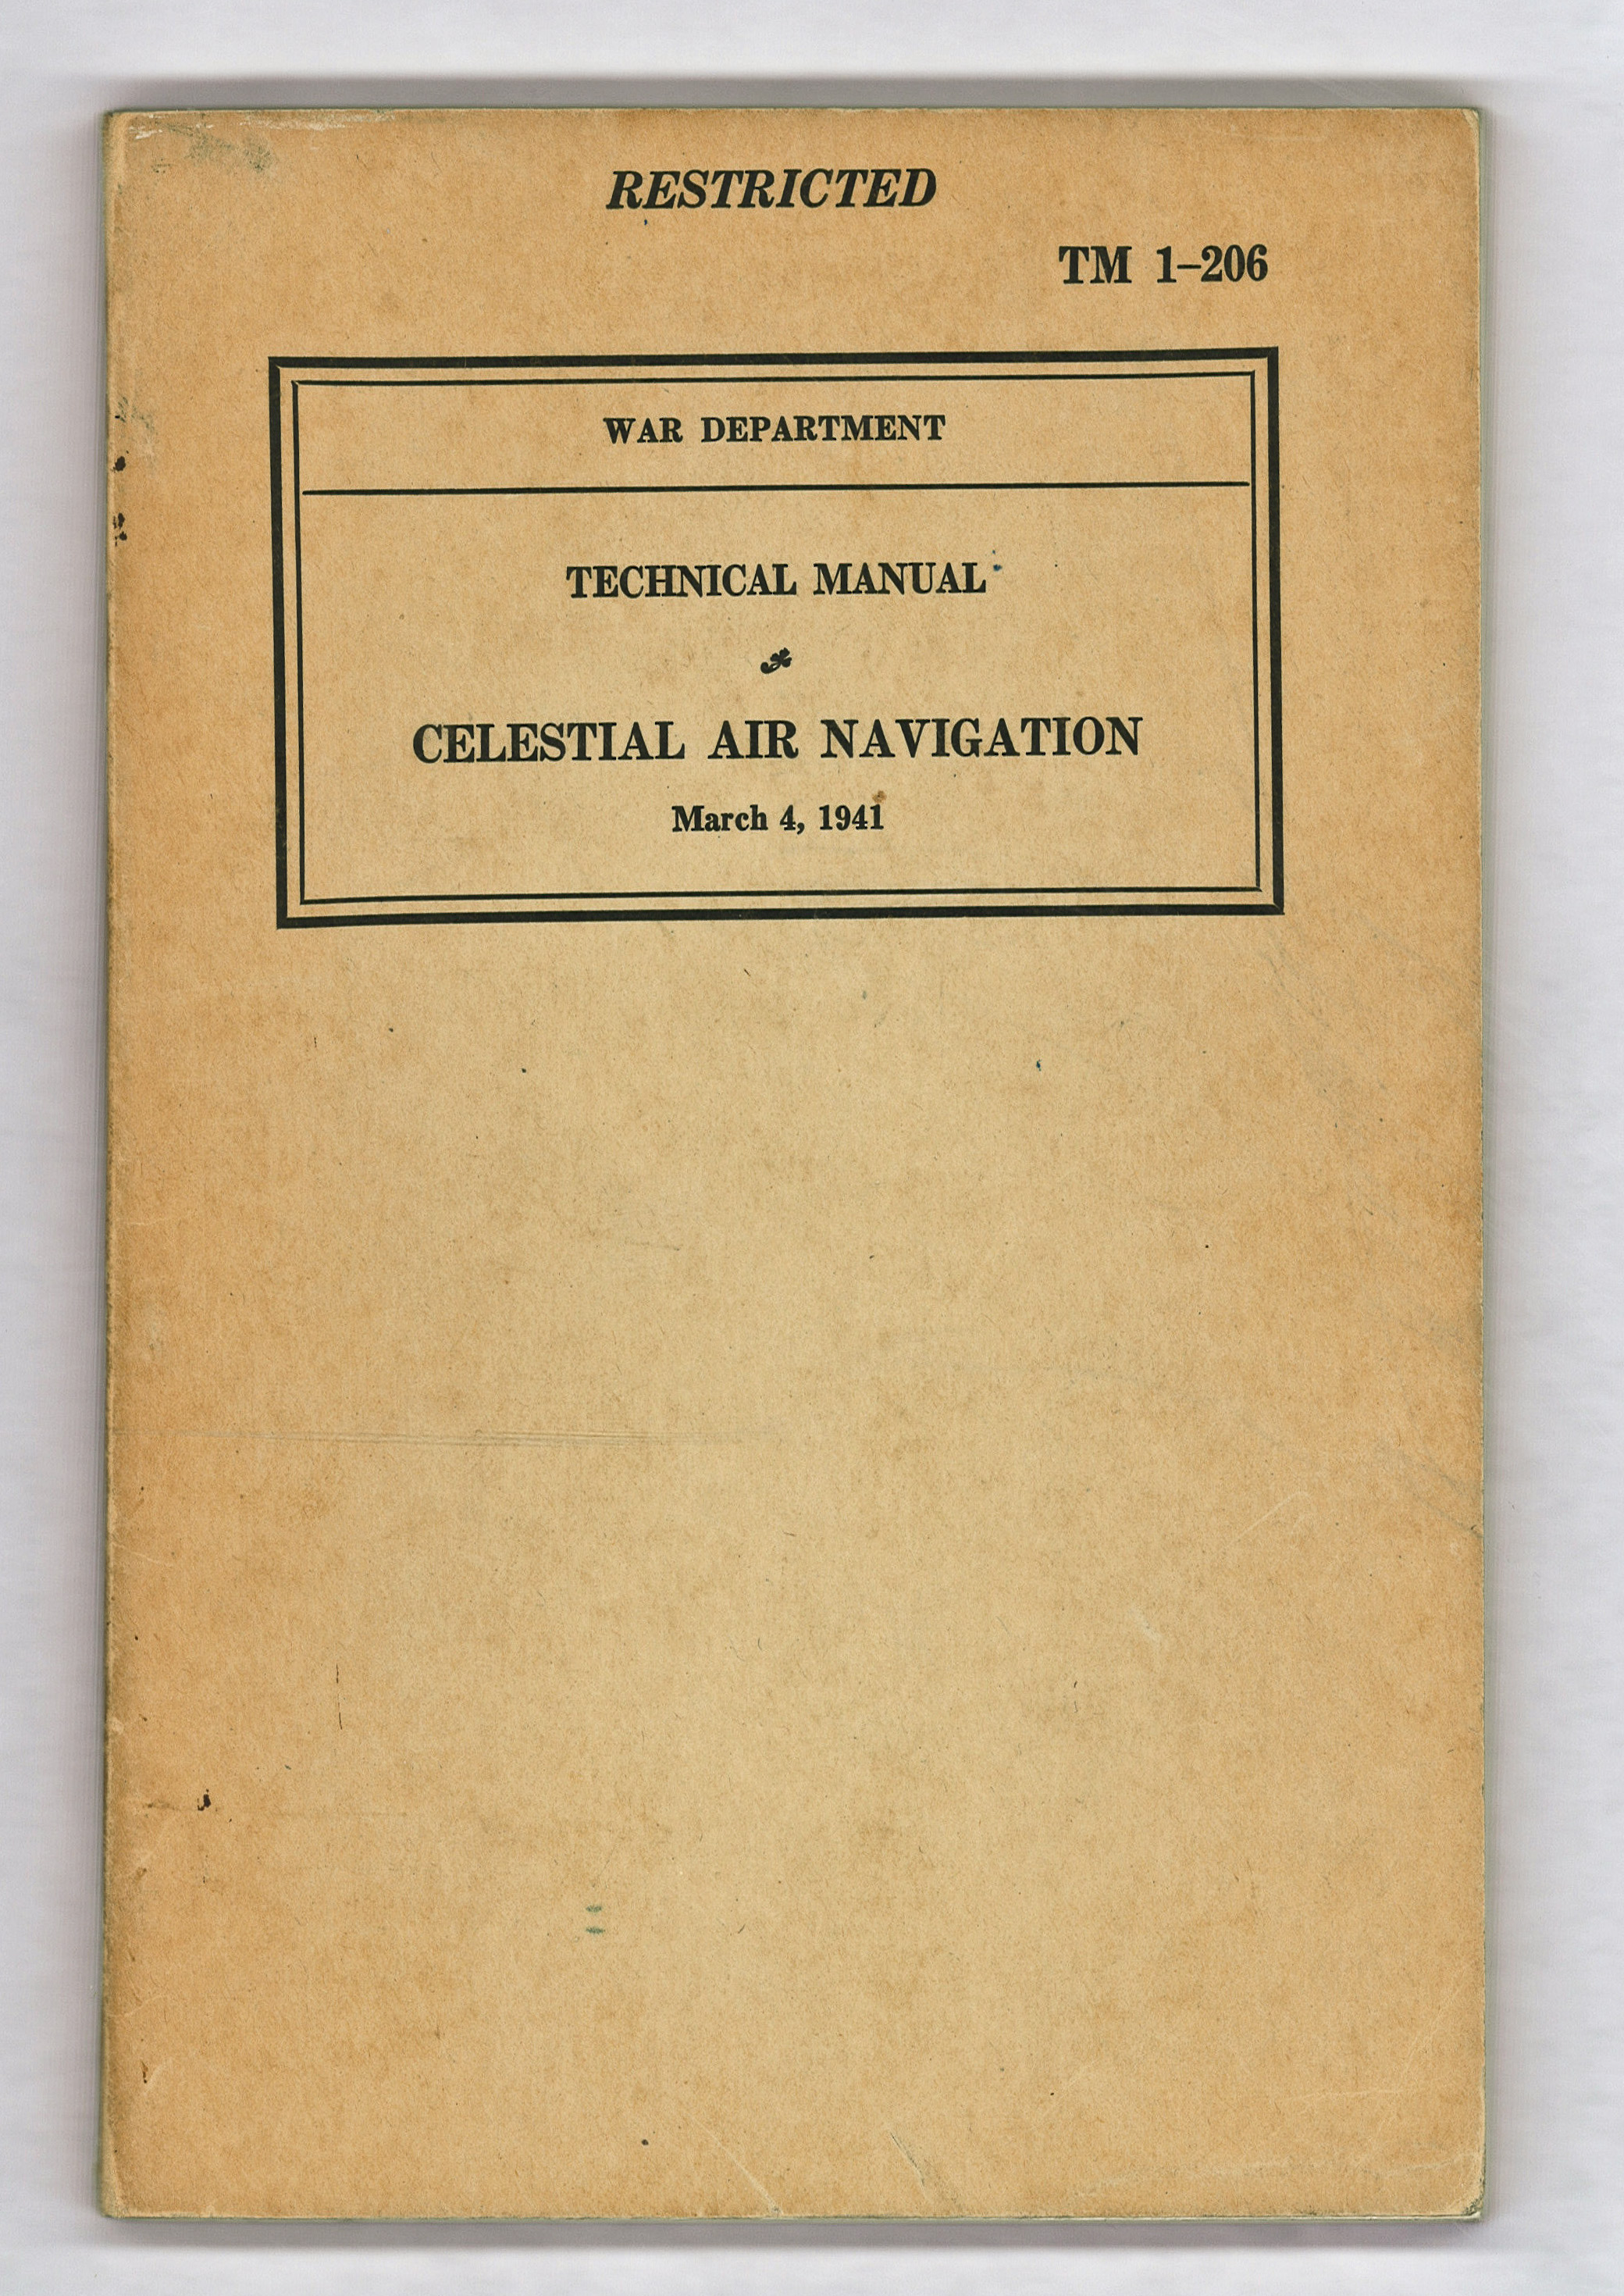 RESTRICTED
TM 1–206
WAR DEPARTMENT
TECHNICAL MANUAL
CELESTIAL AIR NAVIGATION
March 4, 1941